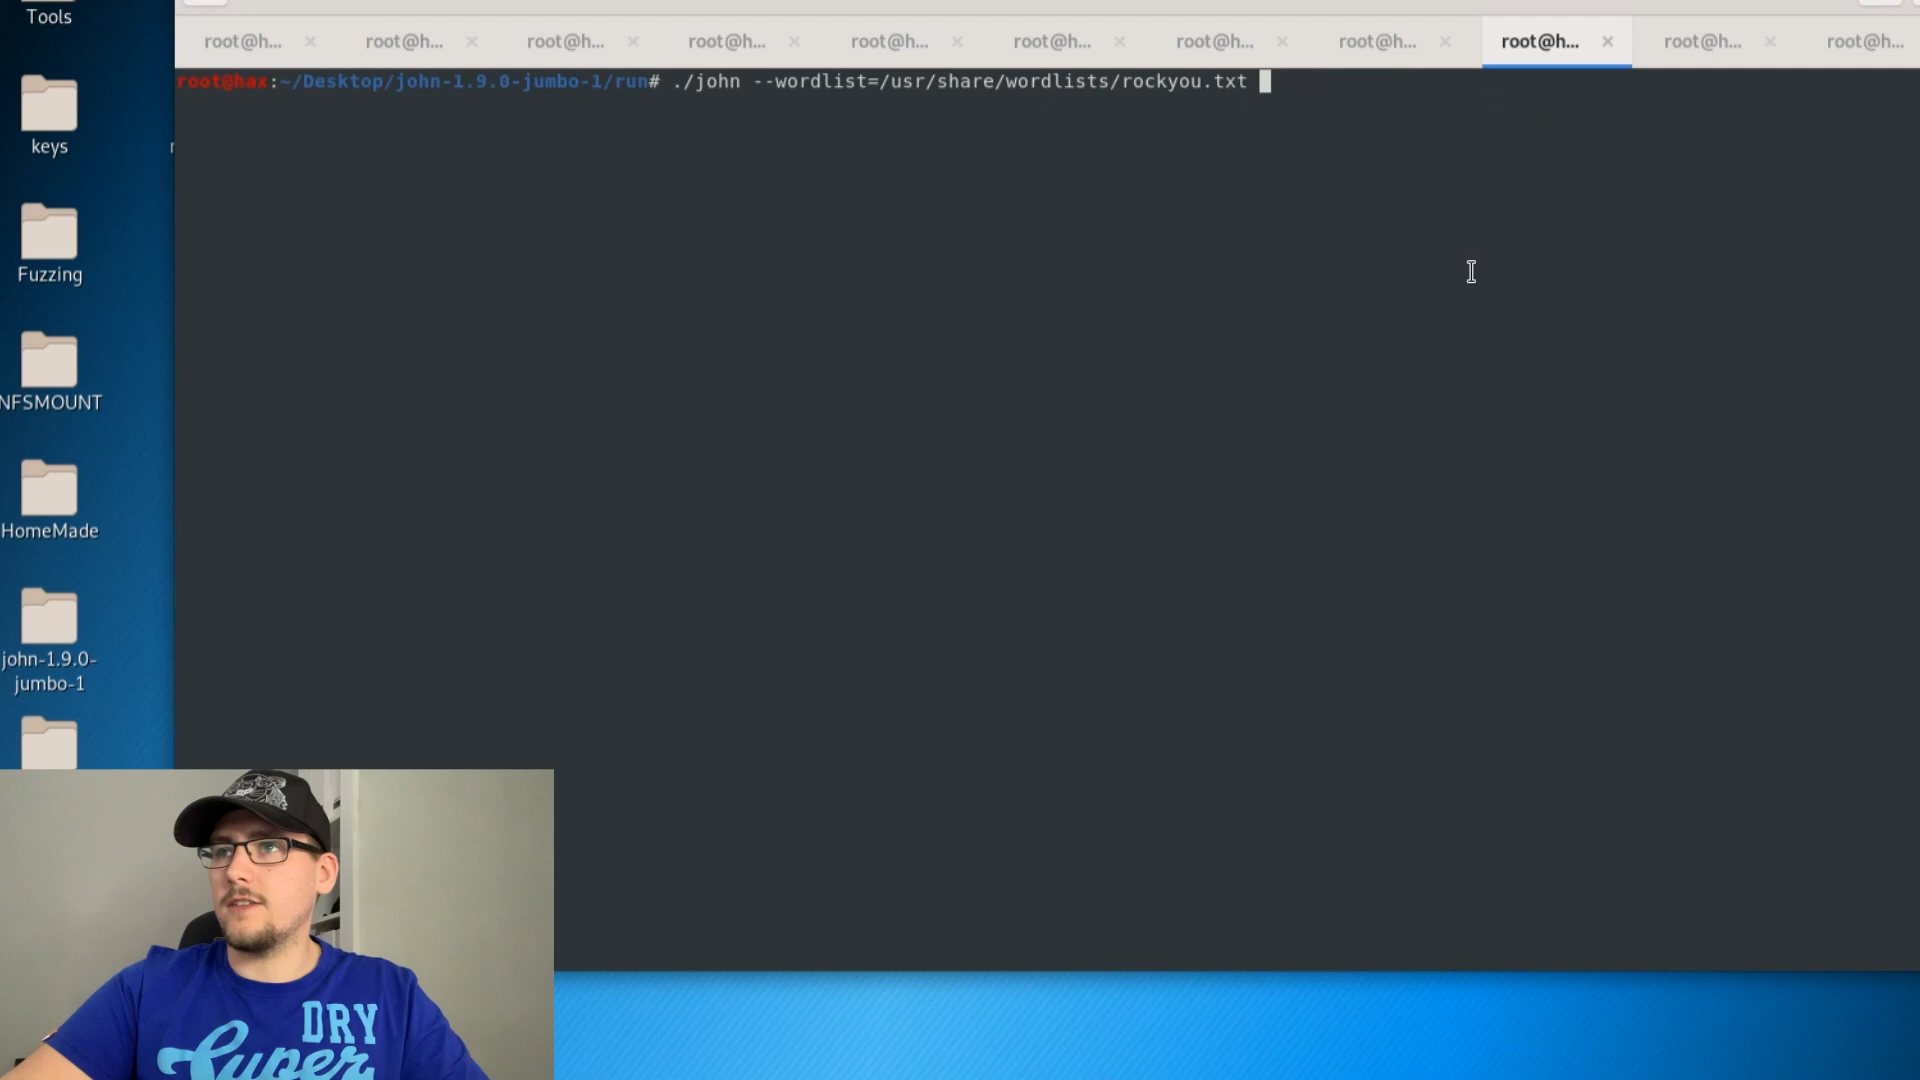 Tools
root@h... × root@h... × root@h... × root@h... × root@h... × root@h... × root@h... × root@h... × root@h... × root@h... × root@h...
root@hax:~/Desktop/john-1.9.0-jumbo-1/run# ./john --wordlist=/usr/share/wordlists/rockyou.txt
keys
Fuzzing
NFSMOUNT
HomeMade
john-1.9.0-
jumbo-1
DRY
Super